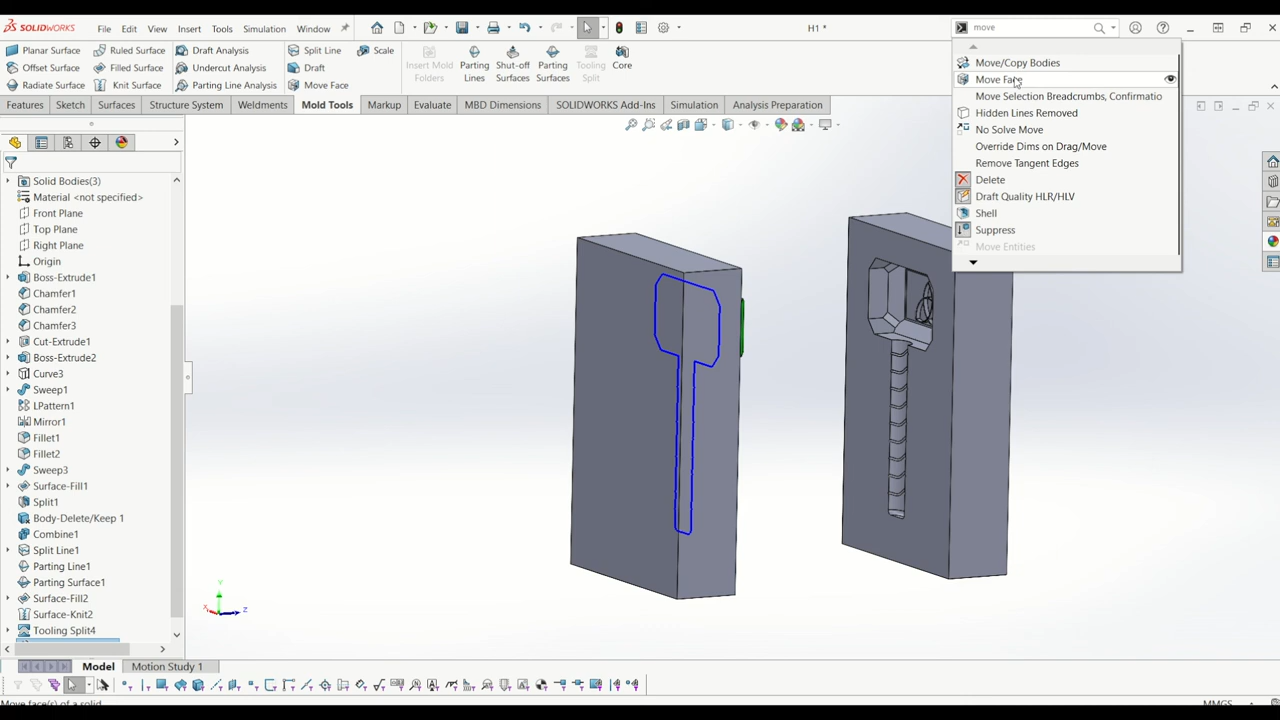 SOLIDWORKS File Edit View Insert Tools Simulation Window H1 * move
Planar Surface Ruled Surface Draft Analysis Split Line Scale
Offset Surface Filled Surface Undercut Analysis Draft
Radiate Surface Knit Surface Parting Line Analysis Move Face
Insert Mold Folders Parting Lines Shut-off Surfaces Parting Surfaces Tooling Split Core
Features Sketch Surfaces Structure System Weldments Mold Tools Markup Evaluate MBD Dimensions SOLIDWORKS Add-Ins Simulation Analysis Preparation
Move/Copy Bodies
Move Face
Move Selection Breadcrumbs, Confirmatio
Hidden Lines Removed
No Solve Move
Override Dims on Drag/Move
Remove Tangent Edges
Delete
Draft Quality HLR/HLV
Shell
Suppress
Move Entities
Solid Bodies(3)
Material <not specified>
Front Plane
Top Plane
Right Plane
Origin
Boss-Extrude1
Chamfer1
Chamfer2
Chamfer3
Cut-Extrude1
Boss-Extrude2
Curve3
Sweep1
LPattern1
Mirror1
Fillet1
Fillet2
Sweep3
Surface-Fill1
Split1
Body-Delete/Keep 1
Combine1
Split Line1
Parting Line1
Parting Surface1
Surface-Fill2
Surface-Knit2
Tooling Split4
Y
X
Z
Model Motion Study 1
Move face(s) of a solid
MMGS